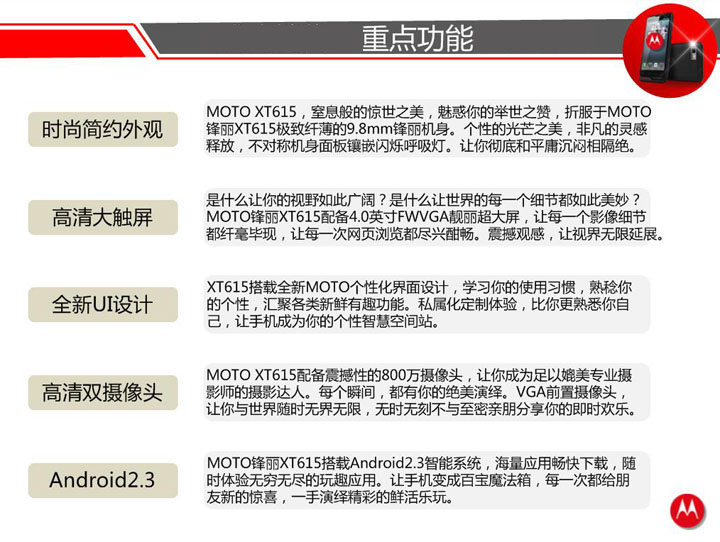 重点功能
时尚简约外观
MOTO XT615，窒息般的惊世之美，魅惑你的举世之赞，折服于MOTO
锋丽XT615极致纤薄的9.8mm锋丽机身。个性的光芒之美，非凡的灵感
释放，不对称机身面板镶嵌闪烁呼吸灯。让你彻底和平庸沉闷相隔绝。
高清大触屏
是什么让你的视野如此广阔？是什么让世界的每一个细节都如此美妙？
MOTO锋丽XT615配备4.0英寸FWVGA靓丽超大屏，让每一个影像细节
都纤毫毕现，让每一次网页浏览都尽兴酣畅。震撼观感，让视界无限延展。
全新UI设计
XT615搭载全新MOTO个性化界面设计，学习你的使用习惯，熟稔你
的个性，汇聚各类新鲜有趣功能。私属化定制体验，比你更熟悉你自
己，让手机成为你的个性智慧空间站。
高清双摄像头
MOTO XT615配备震撼性的800万摄像头，让你成为足以媲美专业摄
影师的摄影达人。每个瞬间，都有你的绝美演绎。VGA前置摄像头，
让你与世界随时无界无限，无时无刻不与至密亲朋分享你的即时欢乐。
Android2.3
MOTO锋丽XT615搭载Android2.3智能系统，海量应用畅快下载，随
时体验无穷无尽的玩趣应用。让手机变成百宝魔法箱，每一次都给朋
友新的惊喜，一手演绎精彩的鲜活乐玩。